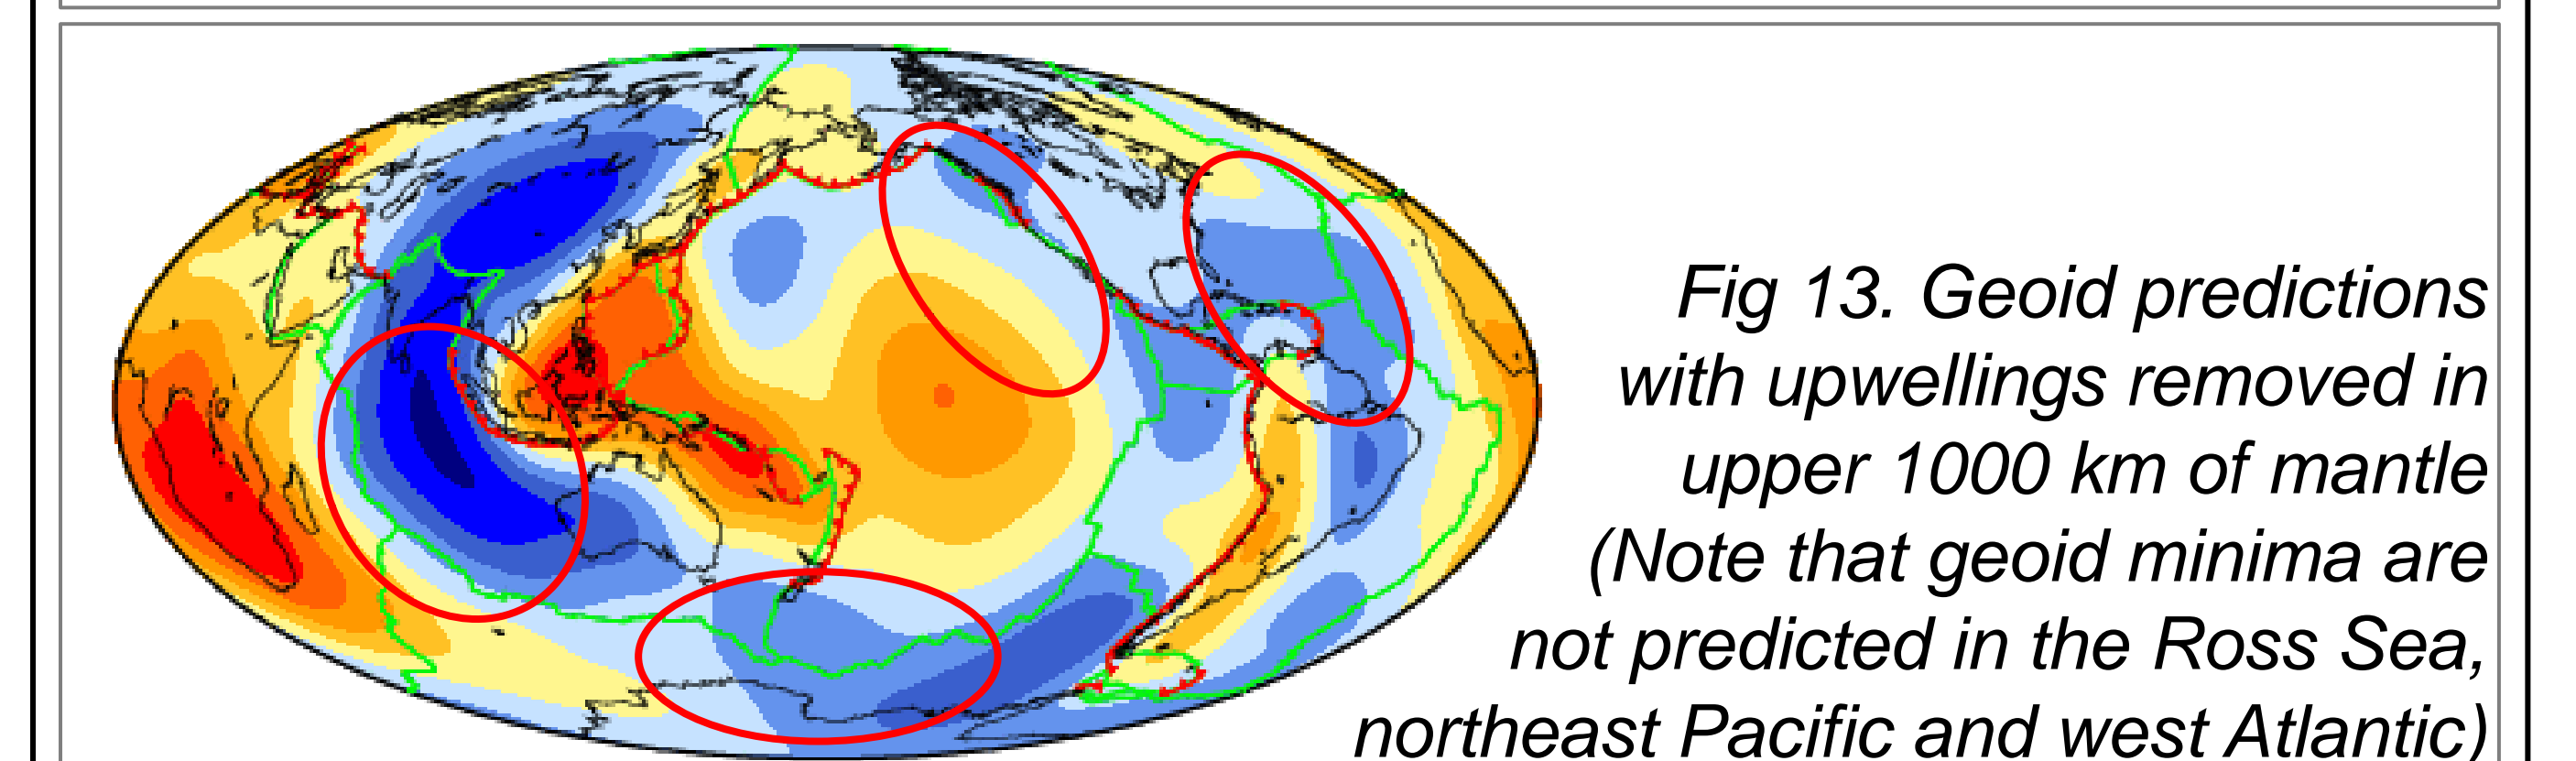 Fig 13. Geoid predictions
with upwellings removed in
upper 1000 km of mantle
(Note that geoid minima are
not predicted in the Ross Sea,
northeast Pacific and west Atlantic)